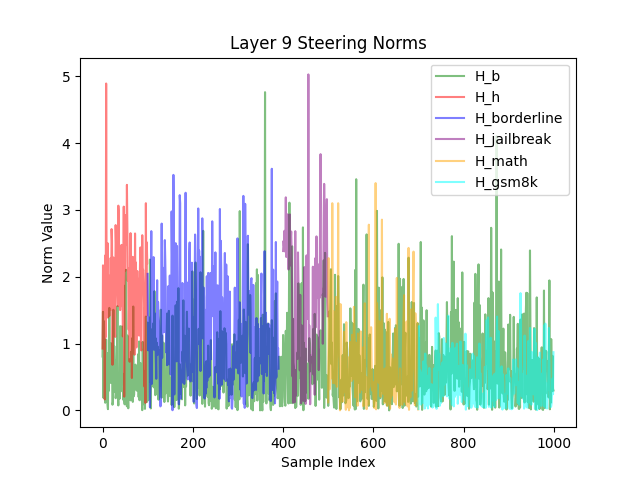 Layer 9 Steering Norms
Norm Value
5
4
3
2
1
0
0
200
400
600
800
1000
Sample Index
H_b
H_h
H_borderline
H_jailbreak
H_math
H_gsm8k